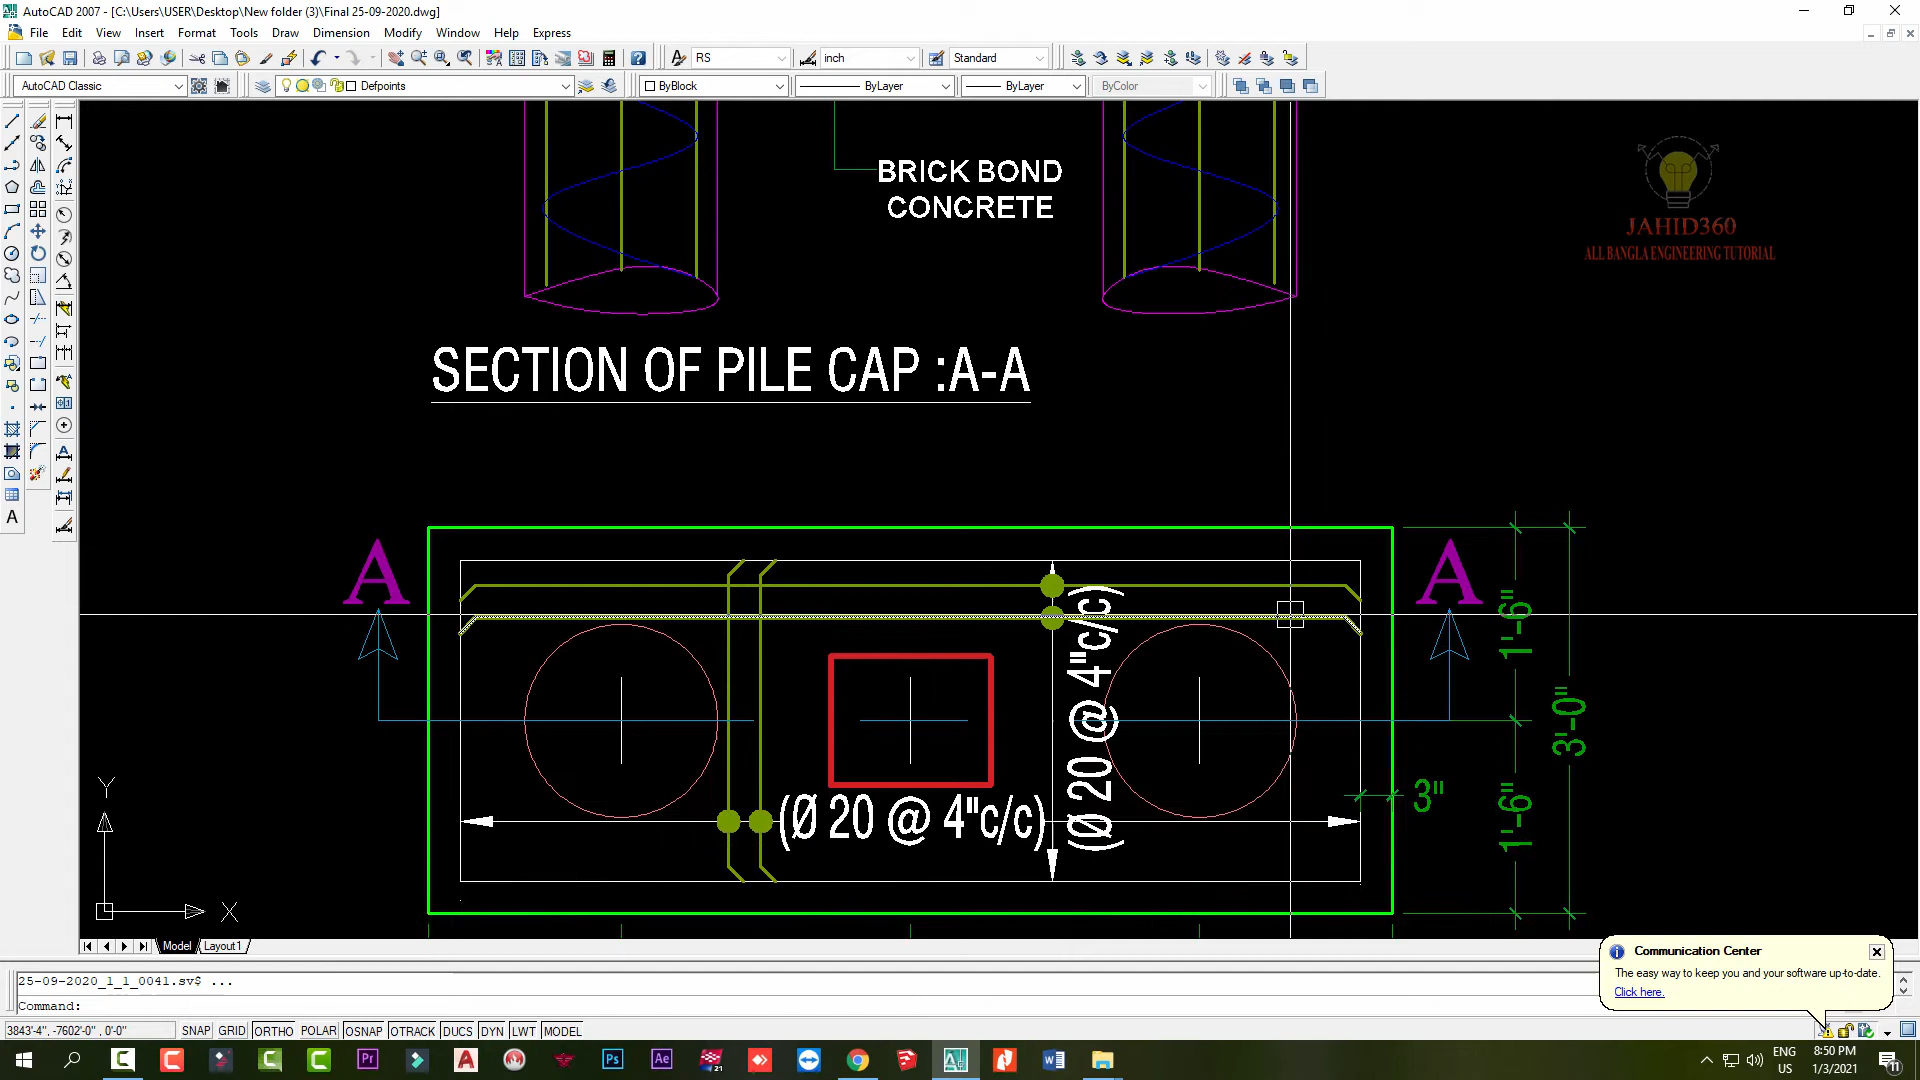 AutoCAD 2007 - [C:\Users\USER\Desktop\New folder (3)\Final 25-09-2020.dwg]
File Edit View Insert Format Tools Draw Dimension Modify Window Help Express
RS inch Standard
AutoCAD Classic Defpoints ByBlock ByLayer ByLayer ByColor
BRICK BOND
CONCRETE
JAHID360
ALL BANGLA ENGINEERING TUTORIAL
SECTION OF PILE CAP :A-A
A A
1'-6"
(Ø 20 @ 4"c/c)
3'-0"
(Ø 20 @ 4"c/c)
3"
1'-6"
Y
X
Model Layout1
Communication Center
The easy way to keep you and your software up-to-date.
Click here.
25-09-2020_1_1_0041.sv$ ...
Command:
3843'-4", -7602'-0" , 0'-0" SNAP GRID ORTHO POLAR OSNAP OTRACK DUCS DYN LWT MODEL
ENG
US
8:50 PM
1/3/2021
11